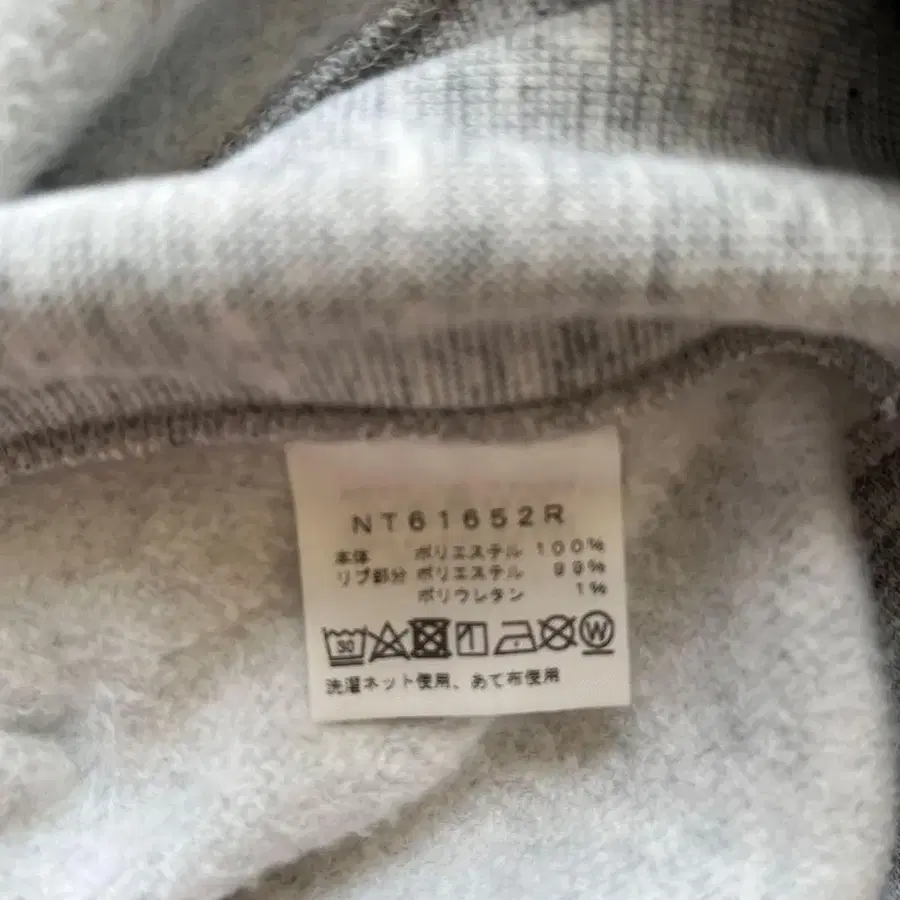 NT61652R
本体 ポリエステル 100%
リブ部分 ポリエステル 99%
ポリウレタン 1%
30 W
洗濯ネット使用、あて布使用